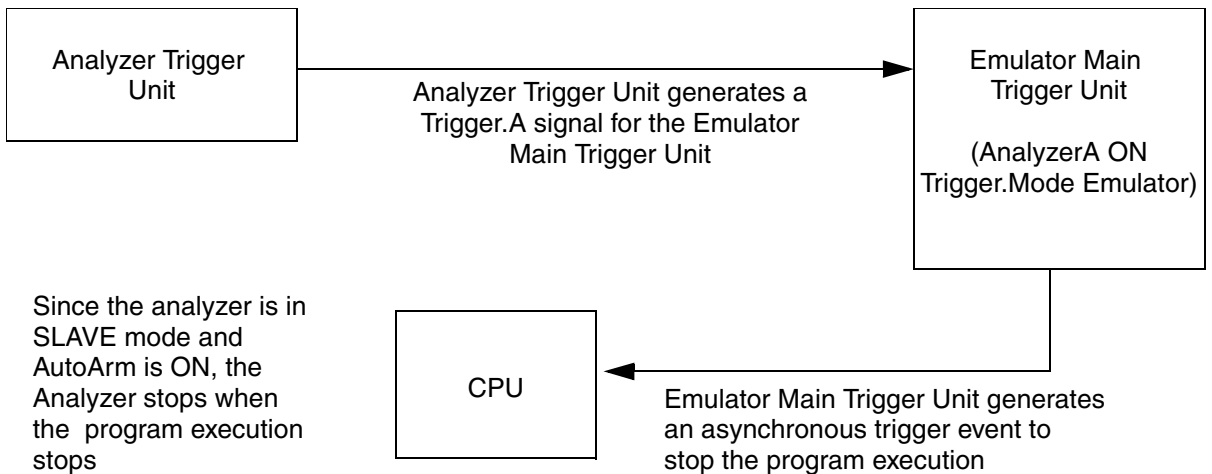 Analyzer Trigger
Unit
Analyzer Trigger Unit generates a
Trigger.A signal for the Emulator
Main Trigger Unit
Emulator Main
Trigger Unit
(AnalyzerA ON
Trigger.Mode Emulator)
Since the analyzer is in
SLAVE mode and
AutoArm is ON, the
Analyzer stops when
the program execution
stops
CPU
Emulator Main Trigger Unit generates
an asynchronous trigger event to
stop the program execution